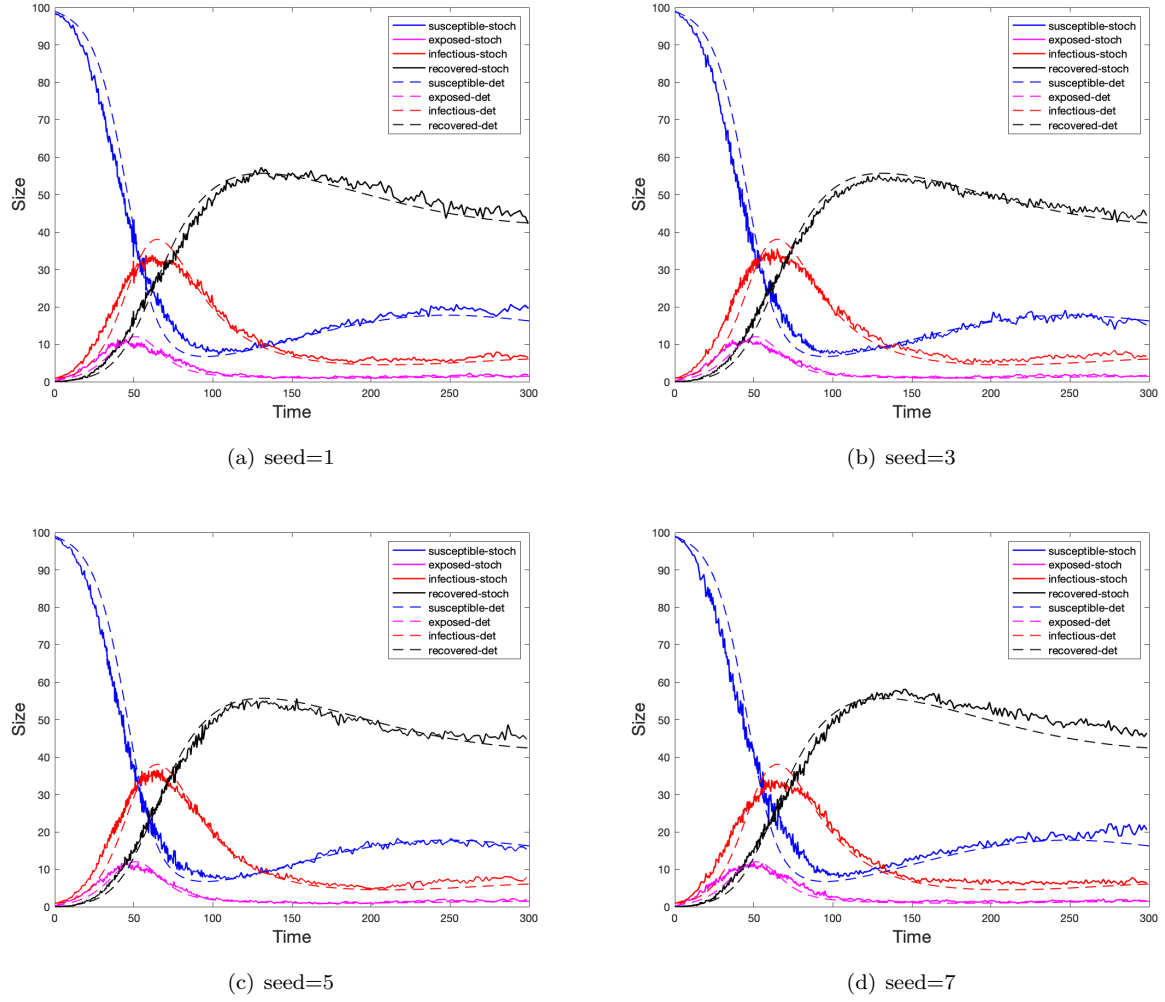 100
90
80
70
60
50
40
30
20
10
0
Size
susceptible-stoch
exposed-stoch
infectious-stoch
recovered-stoch
susceptible-det
exposed-det
infectious-det
recovered-det
0 50 100 150 200 250 300
Time
(a) seed=1
100
90
80
70
60
50
40
30
20
10
0
Size
susceptible-stoch
exposed-stoch
infectious-stoch
recovered-stoch
susceptible-det
exposed-det
infectious-det
recovered-det
0 50 100 150 200 250 300
Time
(b) seed=3
100
90
80
70
60
50
40
30
20
10
0
Size
susceptible-stoch
exposed-stoch
infectious-stoch
recovered-stoch
susceptible-det
exposed-det
infectious-det
recovered-det
0 50 100 150 200 250 300
Time
(c) seed=5
100
90
80
70
60
50
40
30
20
10
0
Size
susceptible-stoch
exposed-stoch
infectious-stoch
recovered-stoch
susceptible-det
exposed-det
infectious-det
recovered-det
0 50 100 150 200 250 300
Time
(d) seed=7